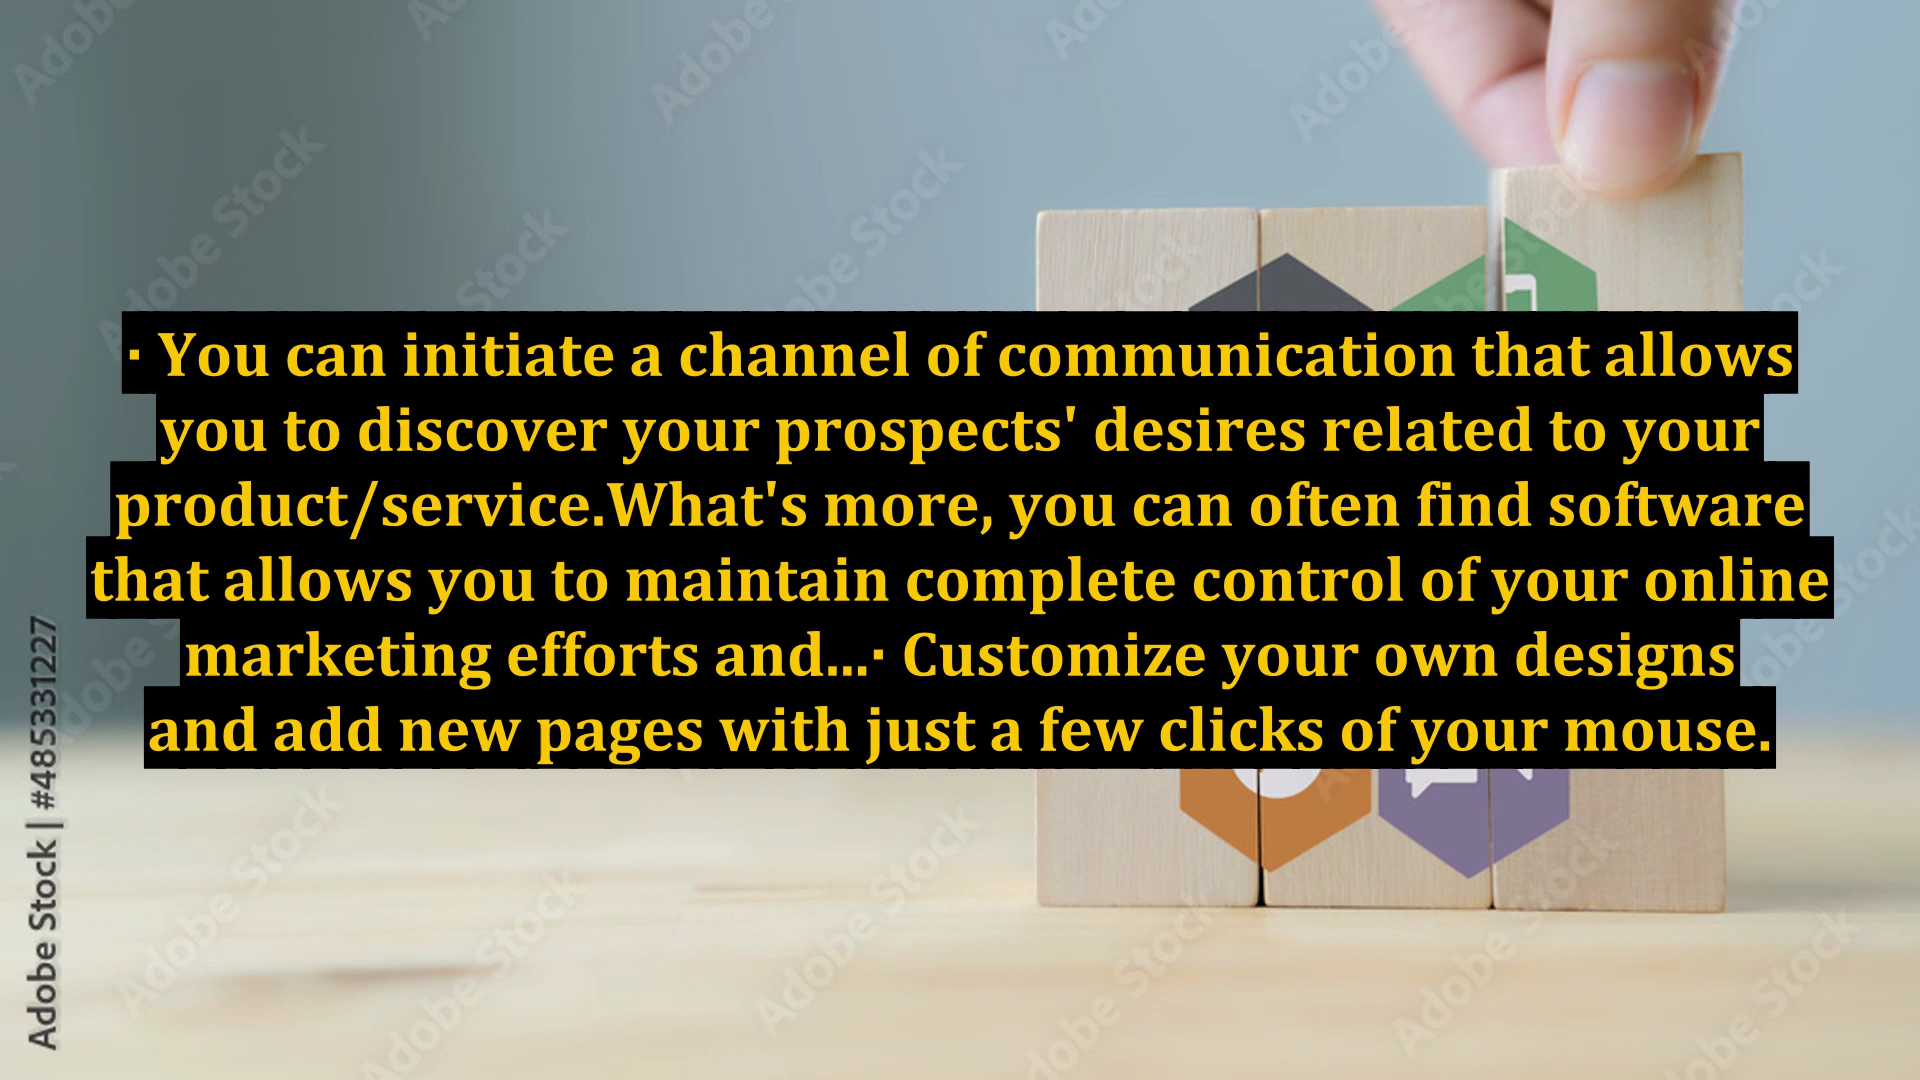 · You can initiate a channel of communication that allows
you to discover your prospects' desires related to your
product/service.What's more, you can often find software
that allows you to maintain complete control of your online
marketing efforts and...· Customize your own designs
and add new pages with just a few clicks of your mouse.
Adobe Stock | #485331227
Adobe Stock